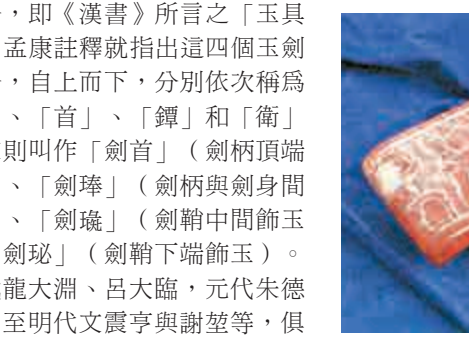 ，即《漢書》所言之「玉具
孟康註釋就指出這四個玉劍
，自上而下，分別依次稱爲
、「首」、「鐔」和「衛」
則叫作「劍首」（劍柄頂端
、「劍琫」（劍柄與劍身間
、「劍璏」（劍鞘中間飾玉
劍珌」（劍鞘下端飾玉）。
龍大淵、呂大臨，元代朱德
至明代文震亨與謝堃等，俱